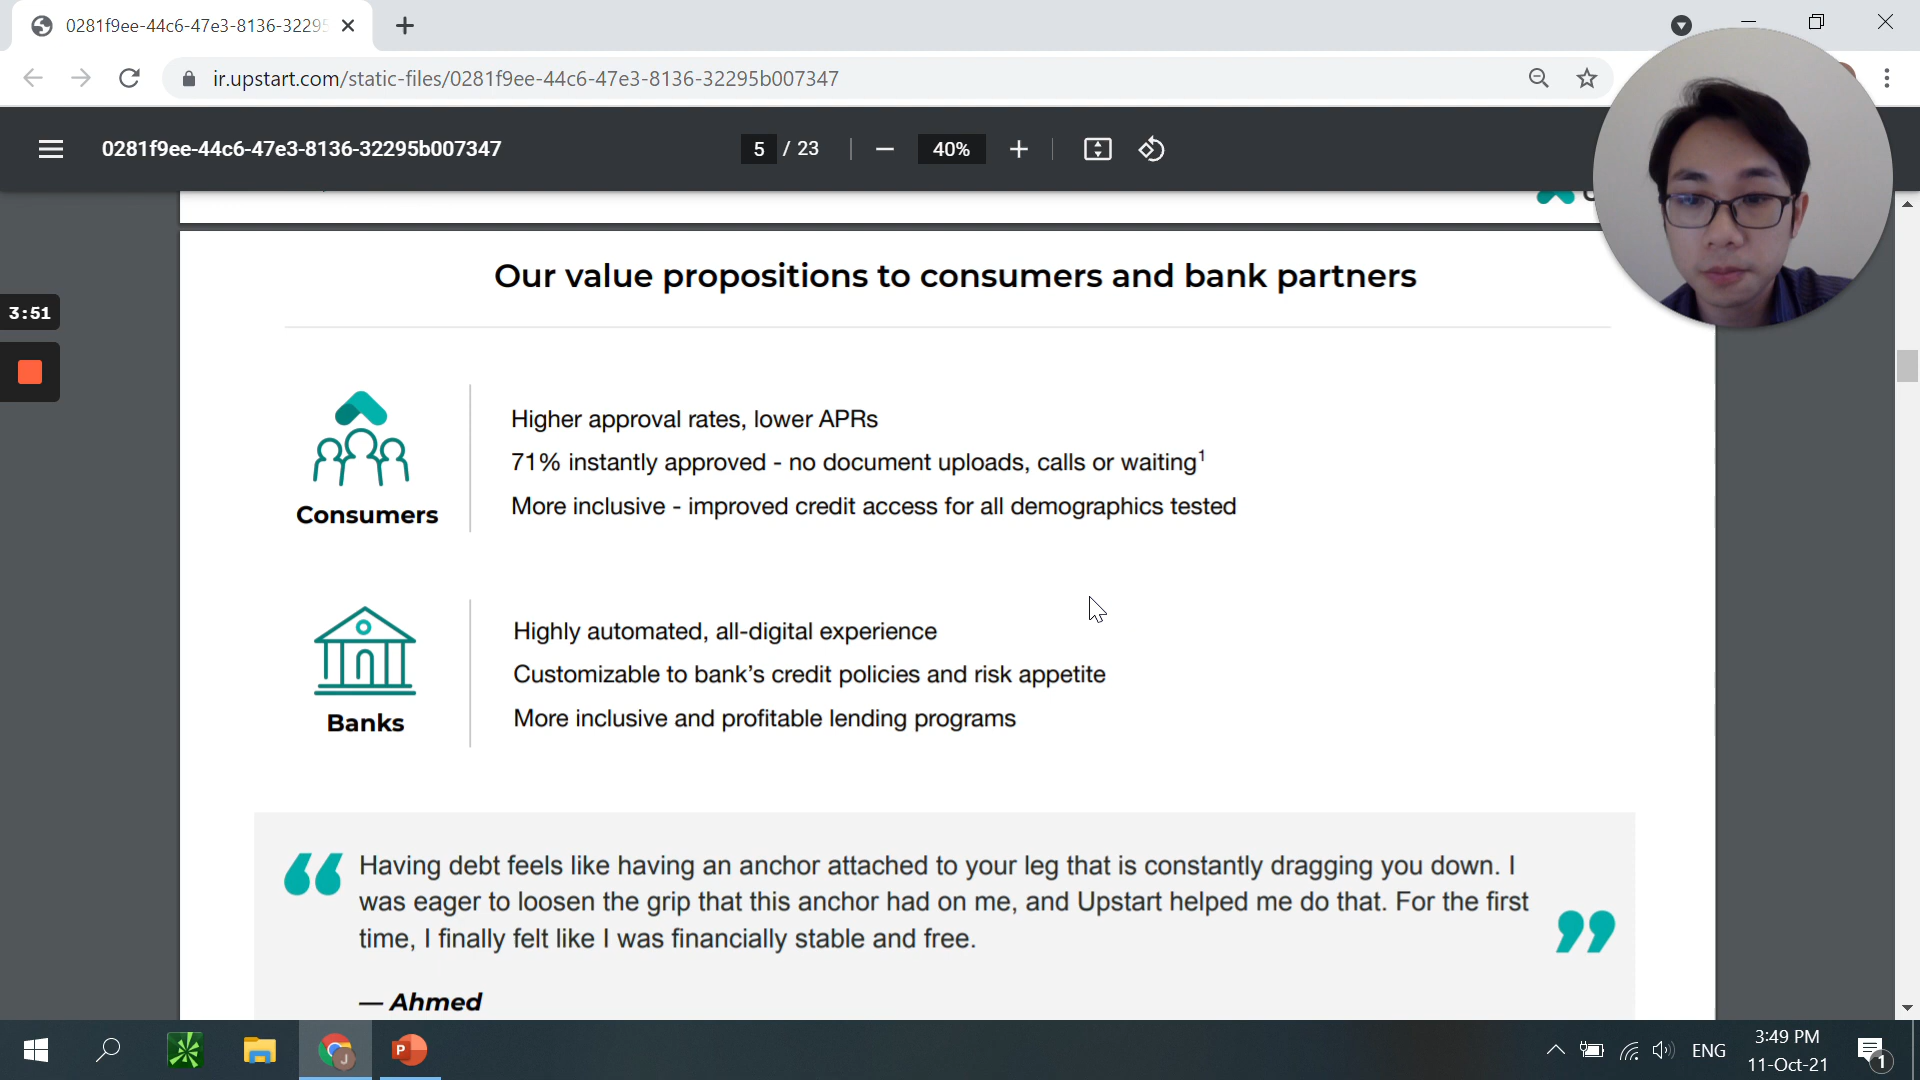 0281f9ee-44c6-47e3-8136-3229
ir.upstart.com/static-files/0281f9ee-44c6-47e3-8136-32295b007347
0281f9ee-44c6-47e3-8136-32295b007347
5 / 23
40%
Our value propositions to consumers and bank partners
3:51
Higher approval rates, lower APRs
71% instantly approved - no document uploads, calls or waiting¹
More inclusive - improved credit access for all demographics tested
Consumers
Highly automated, all-digital experience
Customizable to bank's credit policies and risk appetite
More inclusive and profitable lending programs
Banks
“ Having debt feels like having an anchor attached to your leg that is constantly dragging you down. I
was eager to loosen the grip that this anchor had on me, and Upstart helped me do that. For the first
time, I finally felt like I was financially stable and free. ”
— Ahmed
J
P
ENG
3:49 PM
11-Oct-21
1